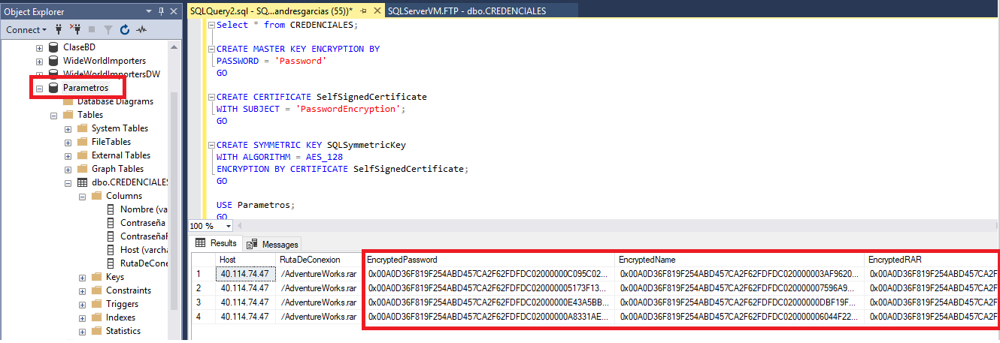 Object Explorer
Connect
ClaseBD
WideWorldImporters
WideWorldImportersDW
Parametros
Database Diagrams
Tables
System Tables
FileTables
External Tables
Graph Tables
dbo.CREDENCIALES
Columns
Nombre (va
Contraseña
ContraseñaR
Host (varcha
RutaDeCone
Keys
Constraints
Triggers
Indexes
Statistics
SQLQuery2.sql - SQ...andresgarcias (55))*
SQLServerVM.FTP - dbo.CREDENCIALES
Select * from CREDENCIALES;
CREATE MASTER KEY ENCRYPTION BY
PASSWORD = 'Password'
GO
CREATE CERTIFICATE SelfSignedCertificate
WITH SUBJECT = 'PasswordEncryption';
GO
CREATE SYMMETRIC KEY SQLSymmetricKey
WITH ALGORITHM = AES_128
ENCRYPTION BY CERTIFICATE SelfSignedCertificate;
GO
USE Parametros;
GO
100 %
Results Messages
Host RutaDeConexion EncryptedPassword EncryptedName EncryptedRAR
1 40.114.74.47 /AdventureWorks.rar 0x00A0D36F819F254ABD457CA2F62FDFDC02000000C095C02... 0x00A0D36F819F254ABD457CA2F62FDFDC020000003AF9620... 0x00A0D36F819F254ABD457CA2F
2 40.114.74.47 /AdventureWorks.rar 0x00A0D36F819F254ABD457CA2F62FDFDC020000005173F13... 0x00A0D36F819F254ABD457CA2F62FDFDC020000007596A9... 0x00A0D36F819F254ABD457CA2F
3 40.114.74.47 /AdventureWorks.rar 0x00A0D36F819F254ABD457CA2F62FDFDC02000000E43A5BB... 0x00A0D36F819F254ABD457CA2F62FDFDC02000000DBF19F... 0x00A0D36F819F254ABD457CA2F
4 40.114.74.47 /AdventureWorks.rar 0x00A0D36F819F254ABD457CA2F62FDFDC02000000A8331AE... 0x00A0D36F819F254ABD457CA2F62FDFDC020000006044F22... 0x00A0D36F819F254ABD457CA2F